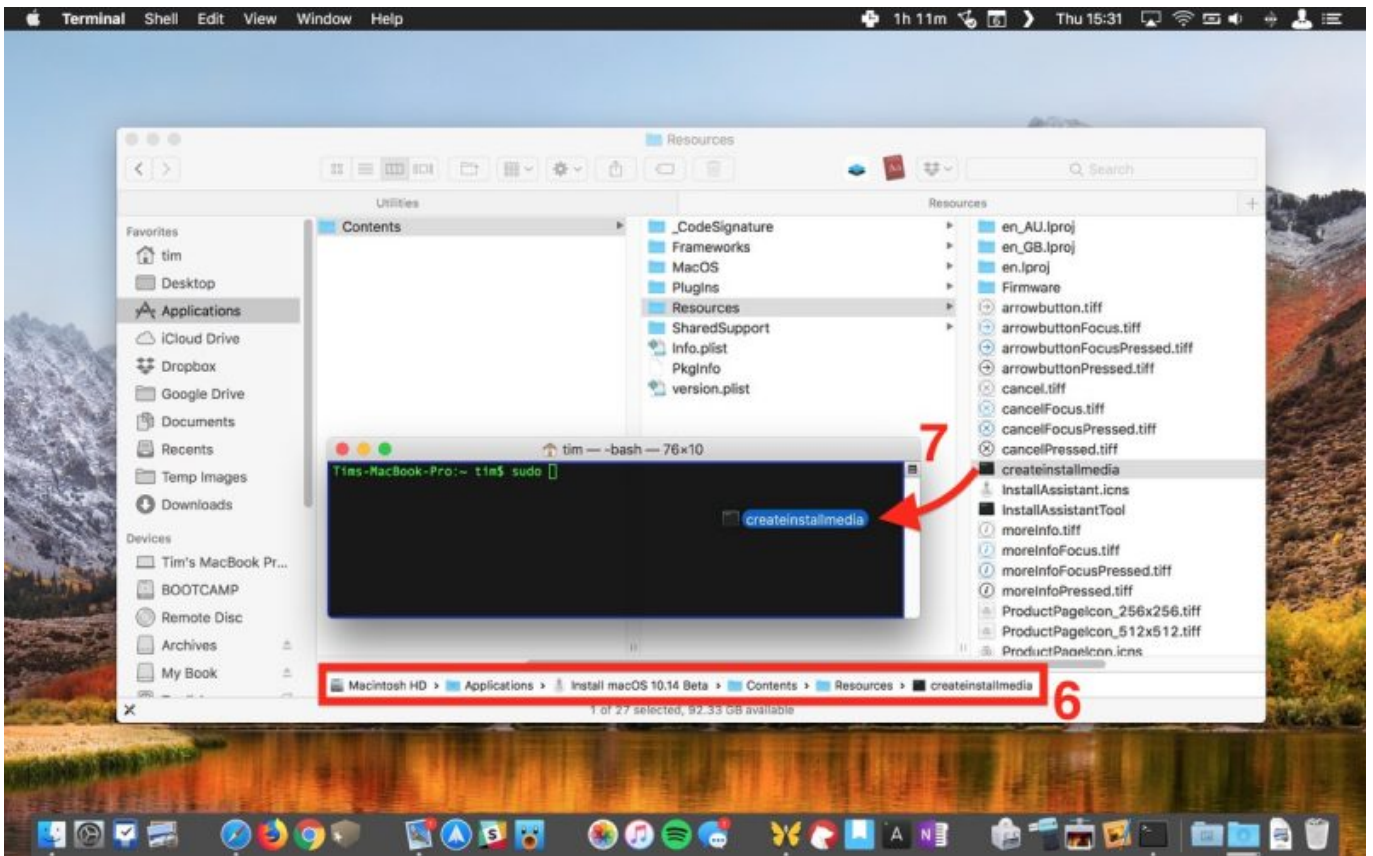 Terminal Shell Edit View Window Help 1h 11m Thu 15:31
Resources
Search
Utilities Resources
Favorites
tim
Desktop
Applications
iCloud Drive
Dropbox
Google Drive
Documents
Recents
Temp Images
Downloads
Devices
Tim's MacBook Pr...
BOOTCAMP
Remote Disc
Archives
My Book
Contents
_CodeSignature
Frameworks
MacOS
PlugIns
Resources
SharedSupport
Info.plist
PkgInfo
version.plist
en_AU.lproj
en_GB.lproj
en.lproj
Firmware
arrowbutton.tiff
arrowbuttonFocus.tiff
arrowbuttonFocusPressed.tiff
arrowbuttonPressed.tiff
cancel.tiff
cancelFocus.tiff
cancelFocusPressed.tiff
cancelPressed.tiff
createinstallmedia
InstallAssistant.icns
InstallAssistantTool
moreInfo.tiff
moreInfoFocus.tiff
moreInfoFocusPressed.tiff
moreInfoPressed.tiff
ProductPageIcon_256x256.tiff
ProductPageIcon_512x512.tiff
ProductPageIcon.icns
tim — -bash — 76×10
Tims-MacBook-Pro:~ tim$ sudo
createinstallmedia
7
Macintosh HD › Applications › Install macOS 10.14 Beta › Contents › Resources › createinstallmedia
6
1 of 27 selected, 92.33 GB available